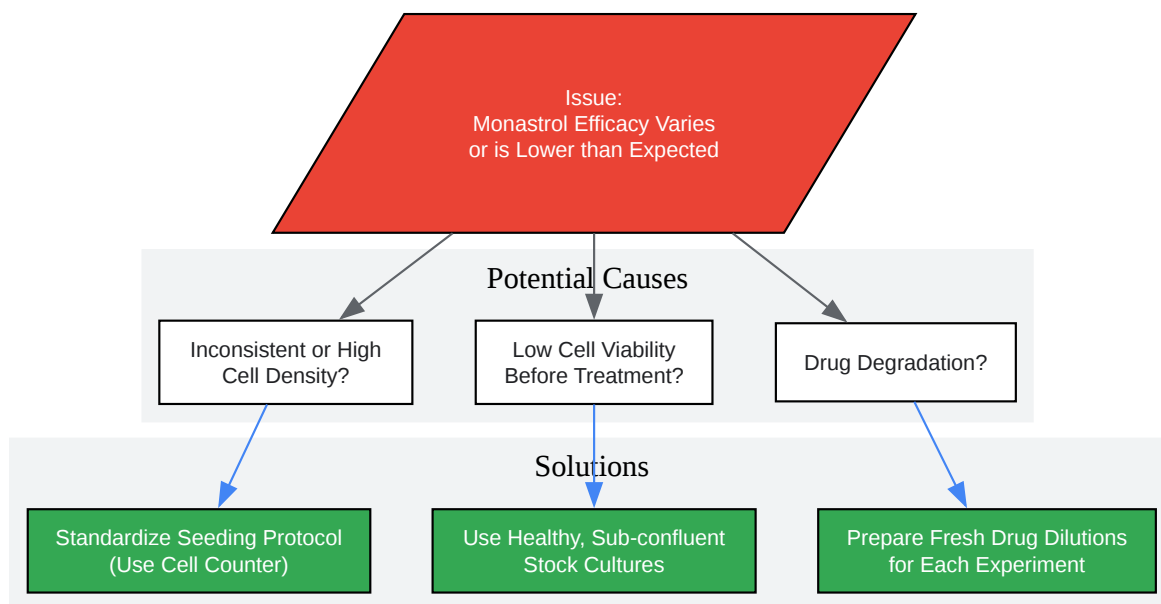 Issue:
Monastrol Efficacy Varies
or is Lower than Expected
Potential Causes
Inconsistent or High
Cell Density?
Low Cell Viability
Before Treatment?
Drug Degradation?
Solutions
Standardize Seeding Protocol
(Use Cell Counter)
Use Healthy, Sub-confluent
Stock Cultures
Prepare Fresh Drug Dilutions
for Each Experiment